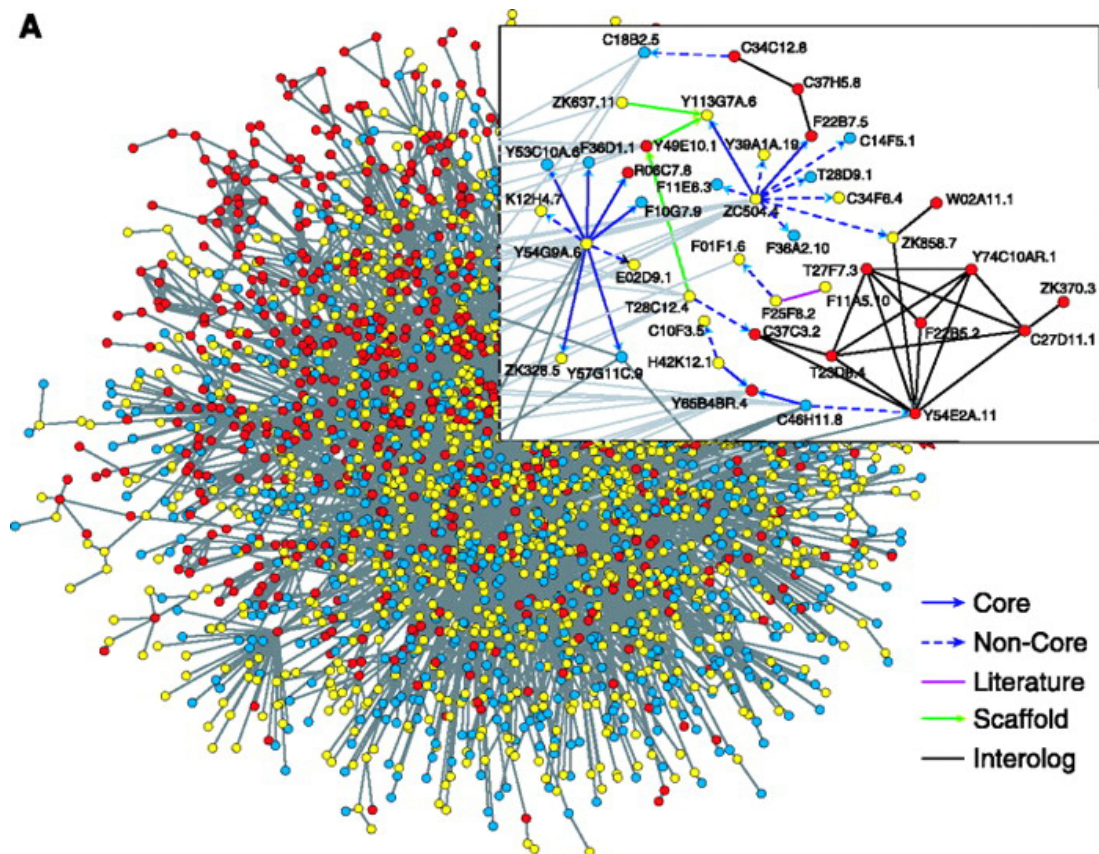 A
C18B2.5
C34C12.8
C37H5.8
ZK637.11
Y113G7A.6
F22B7.5
Y39A1A.19
C14F5.1
Y53C10A.6
F36D1.1
Y49E10.1
R06C7.8
F11E6.3
T28D9.1
K12H4.7
F10G7.9
ZC504.4
C34F6.4
W02A11.1
Y54G9A.6
F01F1.6
F36A2.10
ZK858.7
E02D9.1
T27F7.3
Y74C10AR.1
T28C12.4
F11A5.10
ZK370.3
F25F8.2
C10F3.5
C37C3.2
F22B5.2
C27D11.1
ZK328.5
Y57G11C.9
H42K12.1
T23D8.4
Y65B4BR.4
C46H11.8
Y54E2A.11
Core
Non-Core
Literature
Scaffold
Interolog